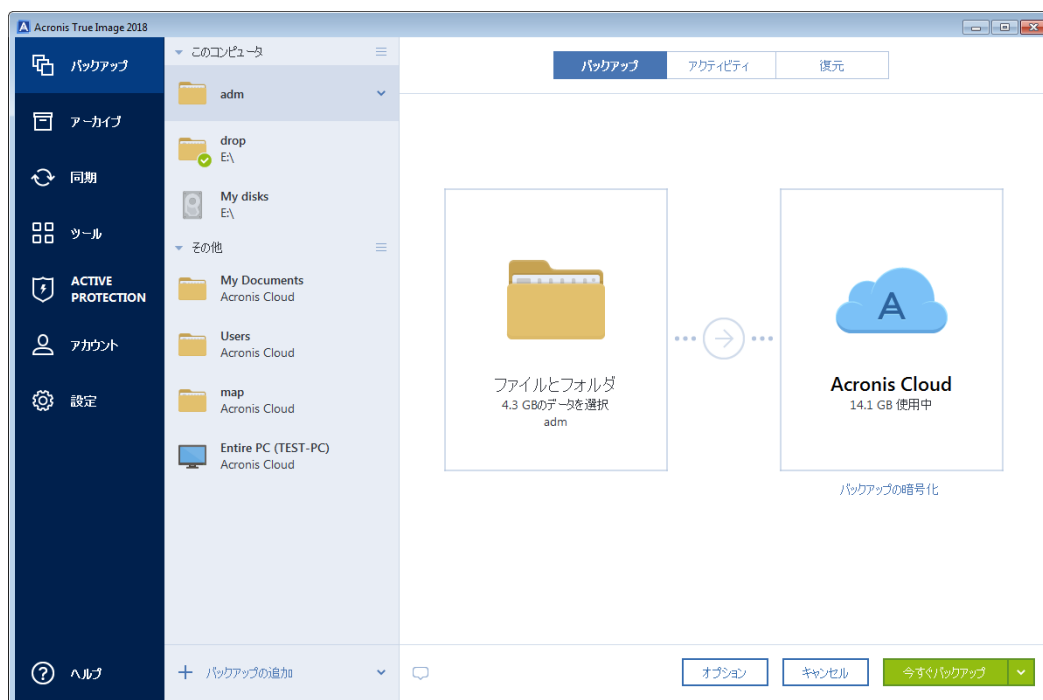 Acronis True Image 2018
バックアップ
アーカイブ
同期
ツール
ACTIVE
PROTECTION
アカウント
設定
ヘルプ
このコンピュータ
adm
drop
E:\
My disks
E:\
その他
My Documents
Acronis Cloud
Users
Acronis Cloud
map
Acronis Cloud
Entire PC (TEST-PC)
Acronis Cloud
バックアップの追加
バックアップ
アクティビティ
復元
ファイルとフォルダ
4.3 GBのデータを選択
adm
Acronis Cloud
14.1 GB 使用中
バックアップの暗号化
オプション
キャンセル
今すぐバックアップ